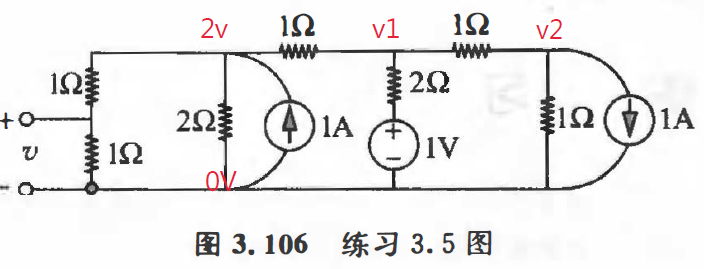 2v 1Ω v1 1Ω v2
1Ω 2Ω
+ 2Ω 1A 1Ω 1A
v 1Ω + 1V
- 0V −
图 3.106 练习 3.5 图